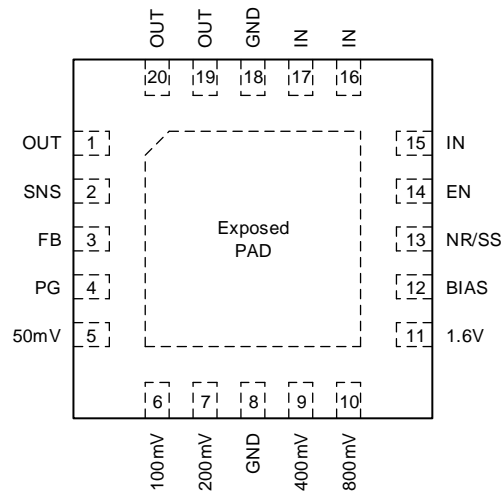 OUT
OUT
GND
IN
IN
20
19
18
17
16
OUT 1
15 IN
SNS 2
14 EN
FB 3
Exposed
PAD
13 NR/SS
PG 4
12 BIAS
50mV 5
11 1.6V
6
7
8
9
10
100mV
200mV
GND
400mV
800mV